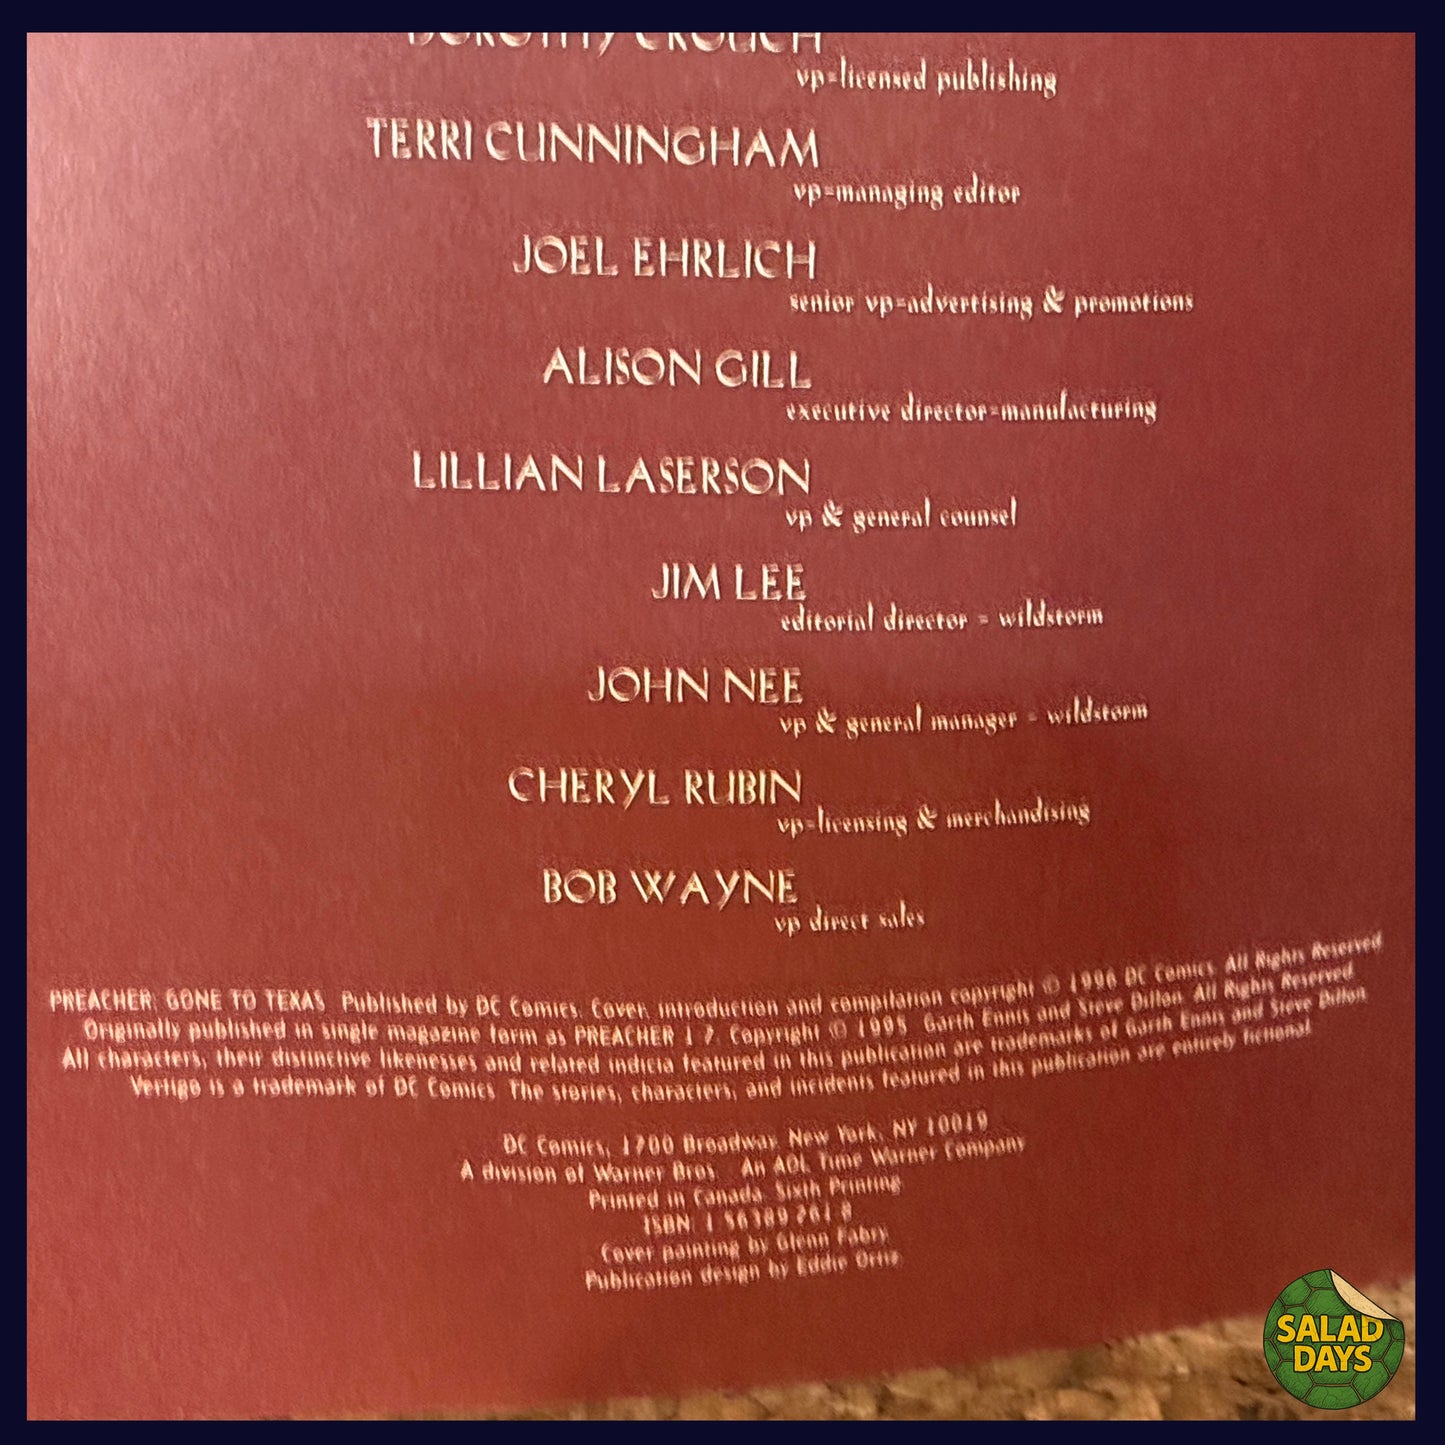 DOROTHY CROUCH
vp=licensed publishing
TERRI CUNNINGHAM
vp=managing editor
JOEL EHRLICH
senior vp=advertising & promotions
ALISON GILL
executive director=manufacturing
LILLIAN LASERSON
vp & general counsel
JIM LEE
editorial director = wildstorm
JOHN NEE
vp & general manager = wildstorm
CHERYL RUBIN
vp=licensing & merchandising
BOB WAYNE
vp direct sales
PREACHER: GONE TO TEXAS Published by DC Comics. Cover, introduction and compilation copyright © 1996 DC Comics. All Rights Reserved.
Originally published in single magazine form as PREACHER 1-7. Copyright © 1995 Garth Ennis and Steve Dillon. All Rights Reserved.
All characters, their distinctive likenesses and related indicia featured in this publication are trademarks of Garth Ennis and Steve Dillon.
Vertigo is a trademark of DC Comics. The stories, characters, and incidents featured in this publication are entirely fictional.
DC Comics, 1700 Broadway, New York, NY 10019
A division of Warner Bros. An AOL Time Warner Company
Printed in Canada. Sixth Printing.
ISBN: 1-56389-261-8
Cover painting by Glenn Fabry
Publication design by Eddie Ortiz
SALAD
DAYS